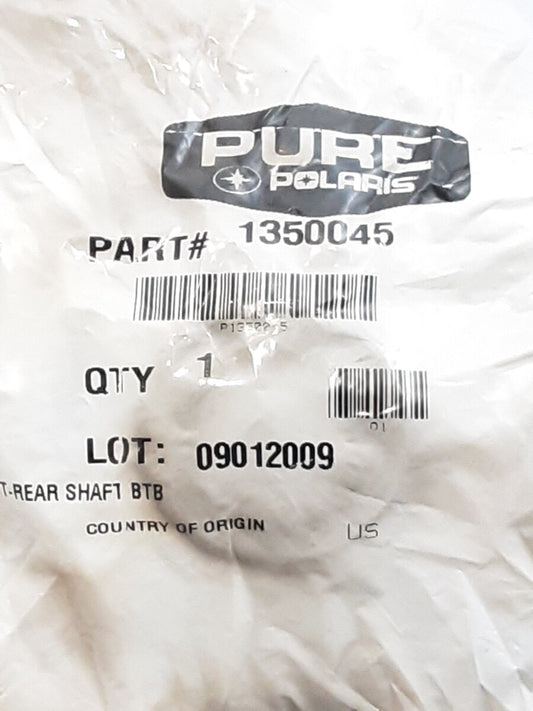 PURE
POLARIS
PART# 1350045
QTY 1
01
LOT: 09012009
T-REAR SHAFT BTB
COUNTRY OF ORIGIN US